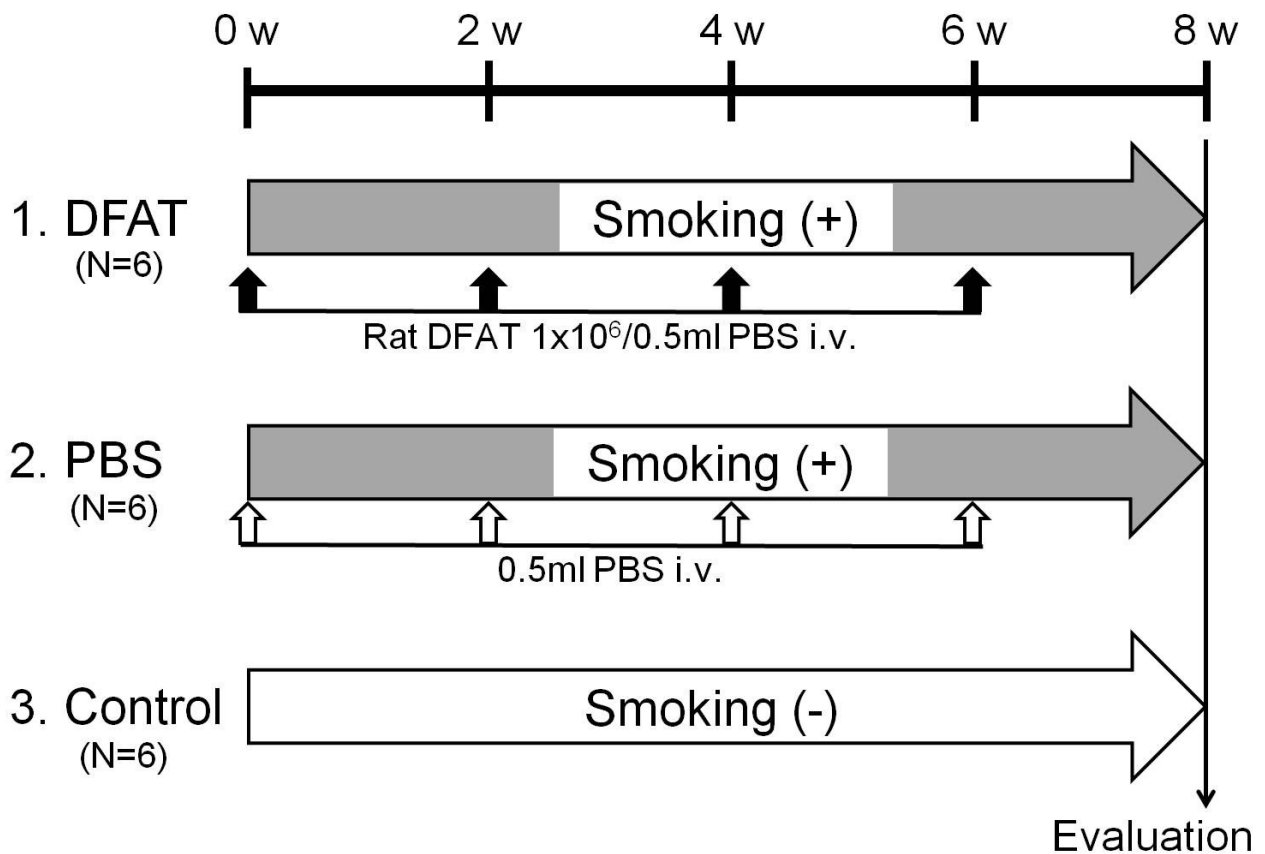 0 w 2 w 4 w 6 w 8 w
1. DFAT
(N=6)
Smoking (+)
Rat DFAT 1x10⁶/0.5ml PBS i.v.
2. PBS
(N=6)
Smoking (+)
0.5ml PBS i.v.
3. Control
(N=6)
Smoking (-)
Evaluation